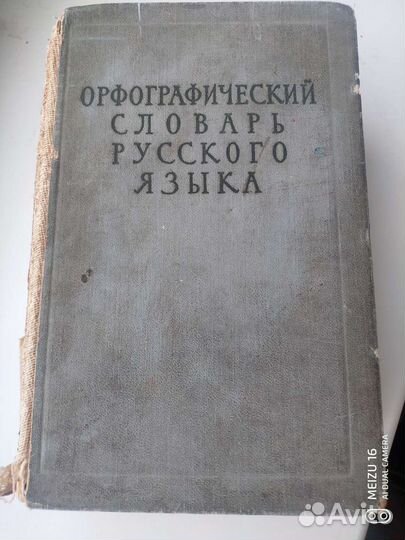 ОРФОГРАФИЧЕСКИЙ
СЛОВАРЬ
РУССКОГО
ЯЗЫКА
MEIZU 16
AI DUAL CAMERA
Avito